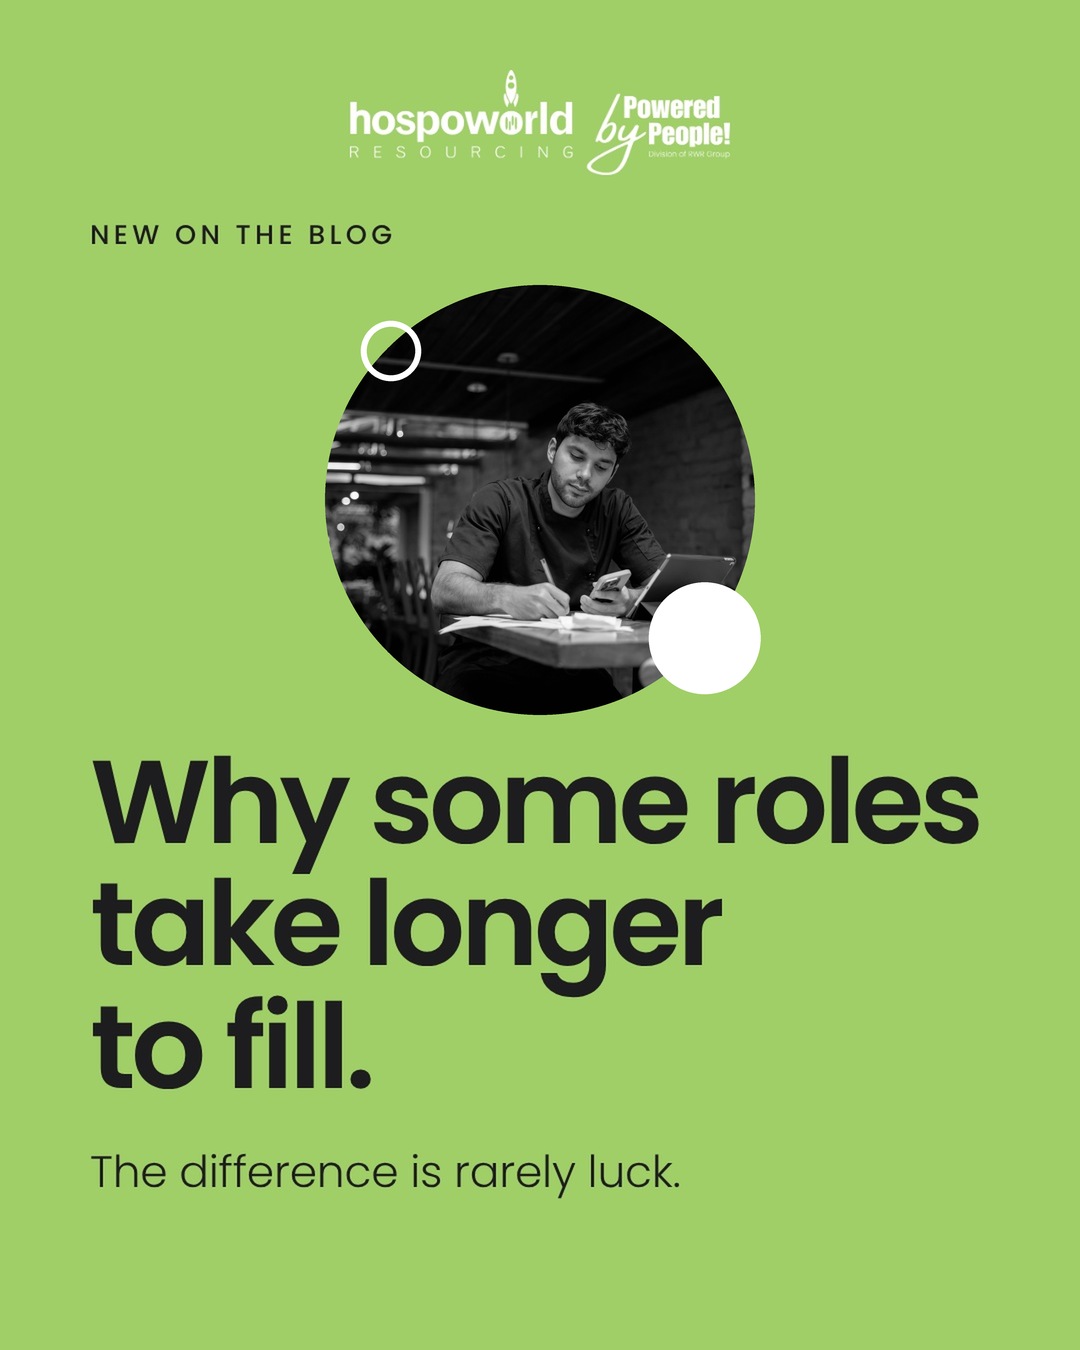 hospoworld
RESOURCING
by Powered
People!
Division of RWR Group
NEW ON THE BLOG
Why some roles
take longer
to fill.
The difference is rarely luck.